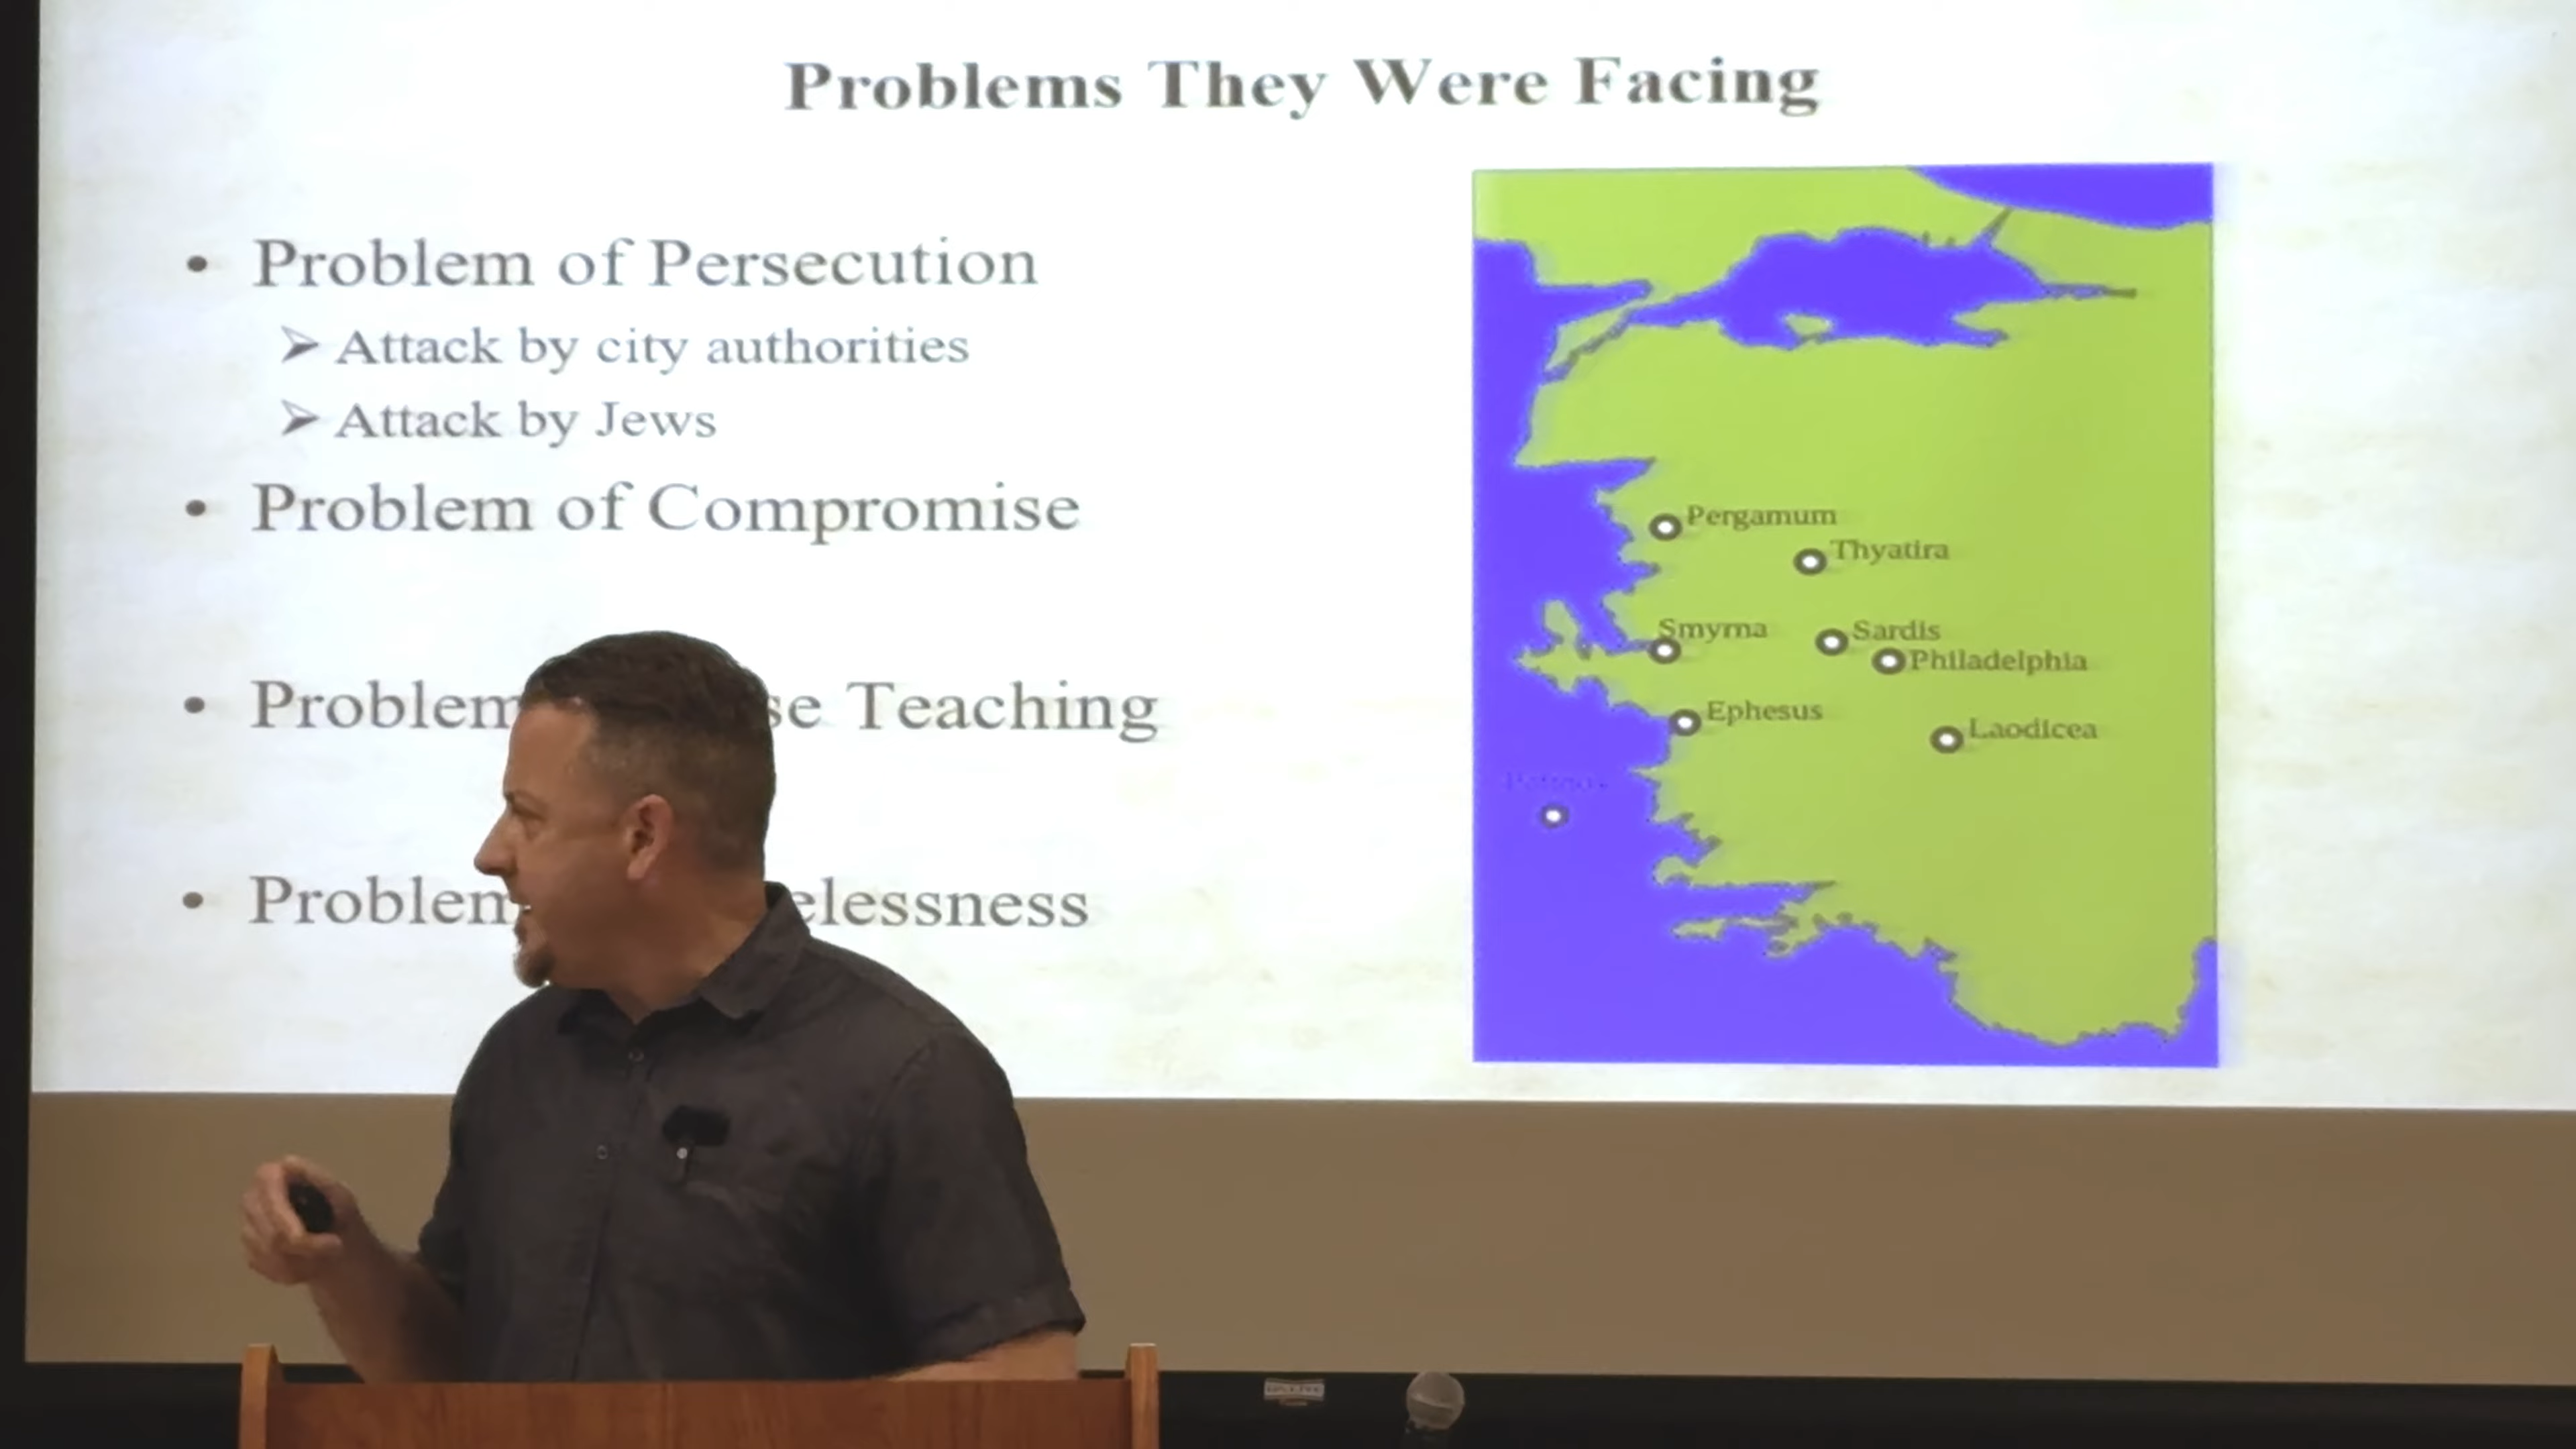 Problems They Were Facing
• Problem of Persecution
➢ Attack by city authorities
➢ Attack by Jews
• Problem of Compromise
• Problem se Teaching
• Problem elessness
Pergamum
Thyatira
Smyrna
Sardis
Philadelphia
Ephesus
Laodicea